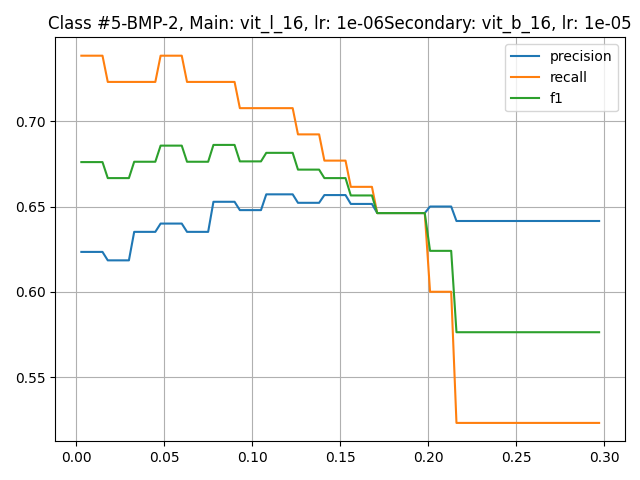 Class #5-BMP-2, Main: vit_l_16, lr: 1e-06Secondary: vit_b_16, lr: 1e-05
precision
recall
f1
0.70
0.65
0.60
0.55
0.00 0.05 0.10 0.15 0.20 0.25 0.30